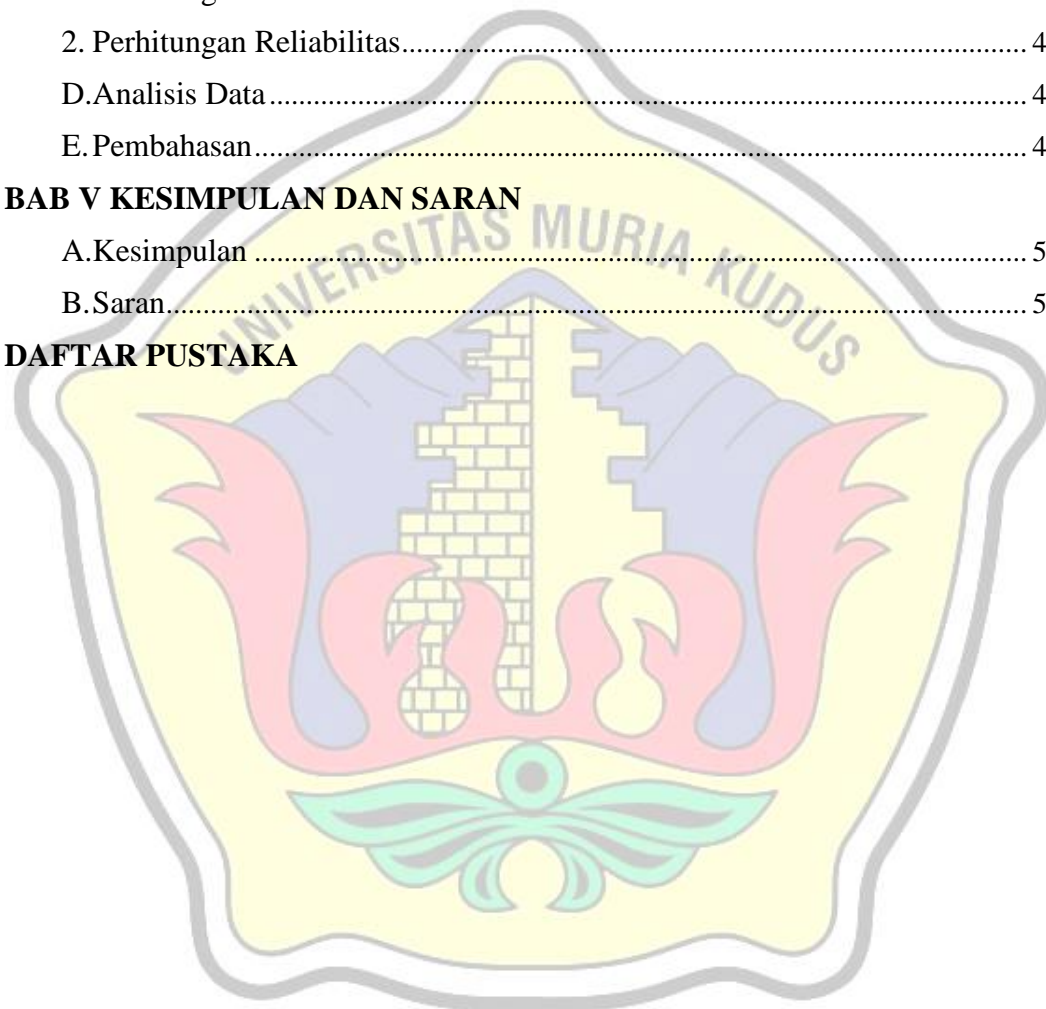 2. Perhitungan Reliabilitas.......................................................................................... 4
D.Analisis Data........................................................................................................ 4
E.Pembahasan.......................................................................................................... 4
BAB V KESIMPULAN DAN SARAN
A.Kesimpulan .......................................................................................................... 5
B.Saran..................................................................................................................... 5
DAFTAR PUSTAKA
UNIVERSITAS MURIA KUDUS